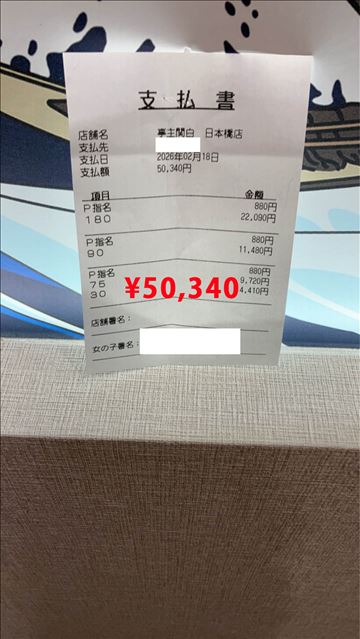 支払書
店舗名 亭主関白 日本橋店
支払先
支払日 2026年02月18日
支払額 50,340円
項目 金額
P指名 880円
180 22,090円
P指名 880円
90 11,480円
P指名 880円
75 9,720円
30 4,410円
¥50,340
店舗署名:
女の子署名: